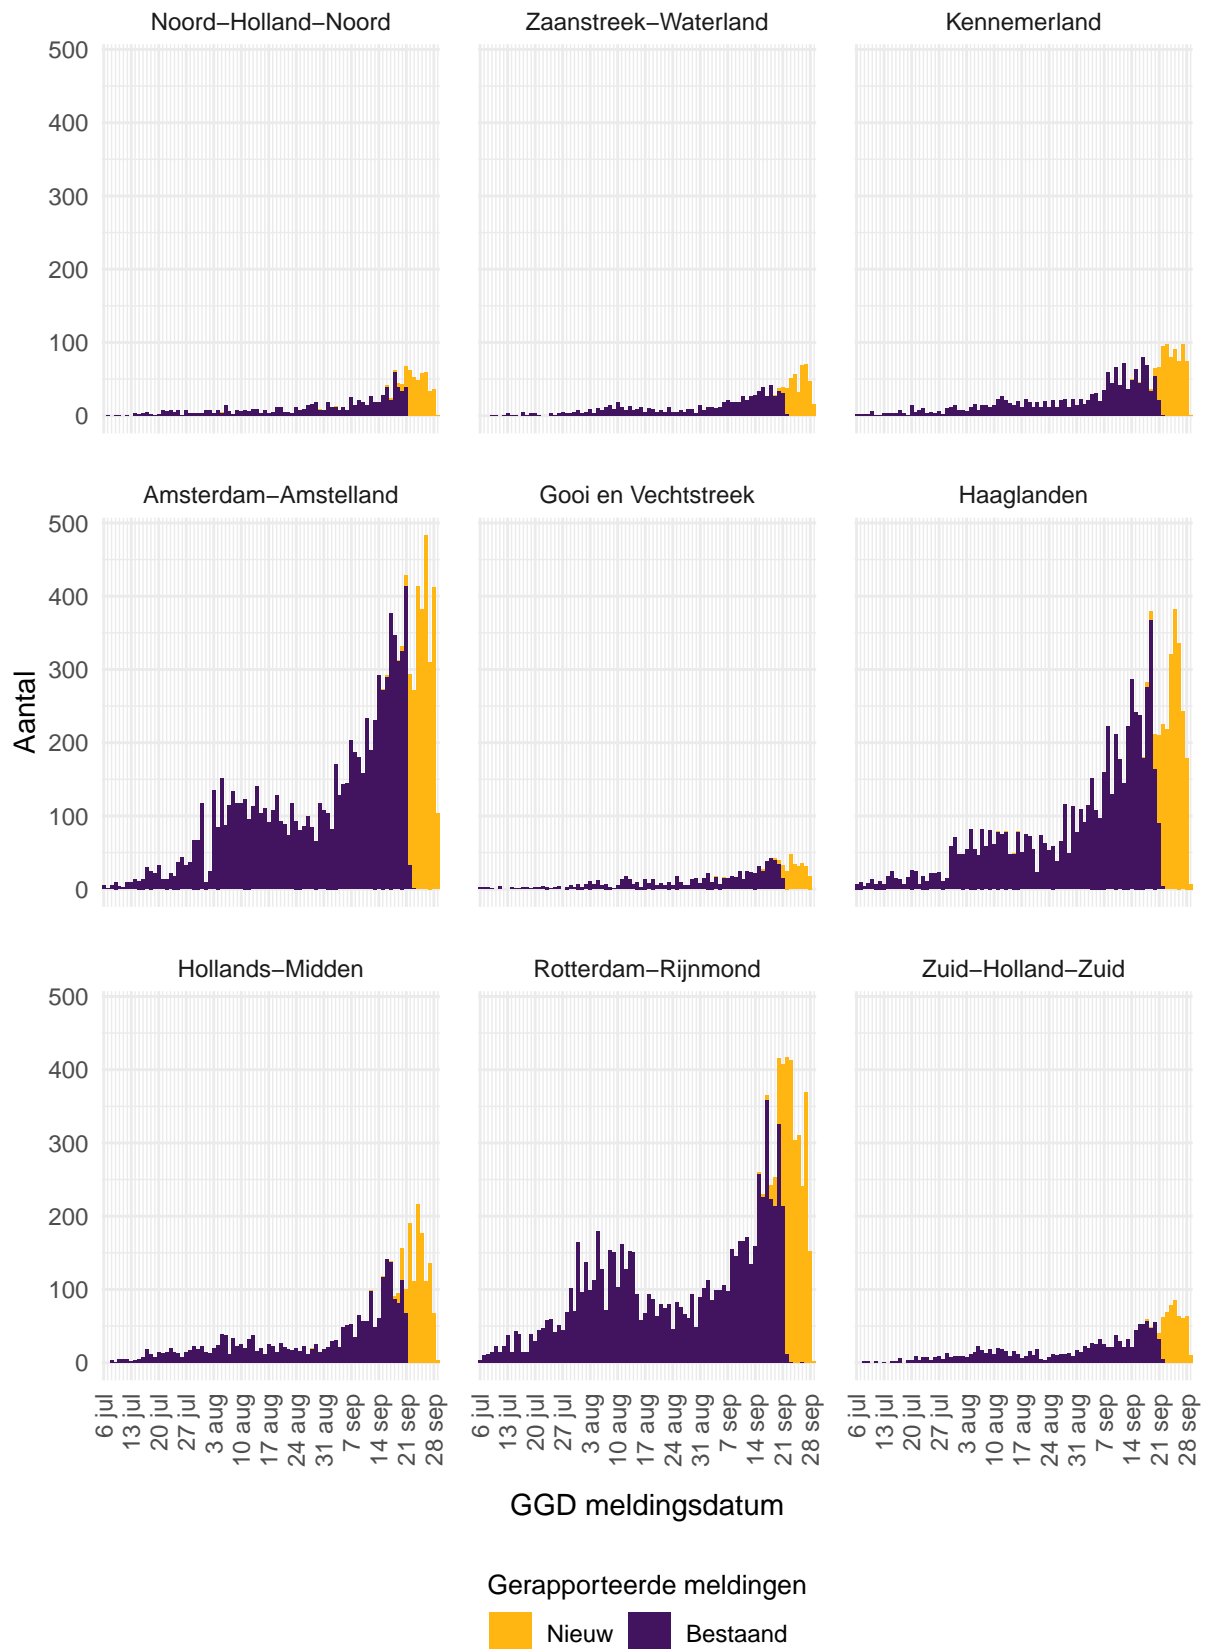 Noord−Holland−Noord Zaanstreek−Waterland Kennemerland
500
400
300
200
100
0
Amsterdam−Amstelland Gooi en Vechtstreek Haaglanden
500
400
300
200
100
0
Aantal
Hollands−Midden Rotterdam−Rijnmond Zuid−Holland−Zuid
500
400
300
200
100
0
6 jul 13 jul 20 jul 27 jul 3 aug 10 aug 17 aug 24 aug 31 aug 7 sep 14 sep 21 sep 28 sep
6 jul 13 jul 20 jul 27 jul 3 aug 10 aug 17 aug 24 aug 31 aug 7 sep 14 sep 21 sep 28 sep
6 jul 13 jul 20 jul 27 jul 3 aug 10 aug 17 aug 24 aug 31 aug 7 sep 14 sep 21 sep 28 sep
GGD meldingsdatum
Gerapporteerde meldingen
Nieuw Bestaand